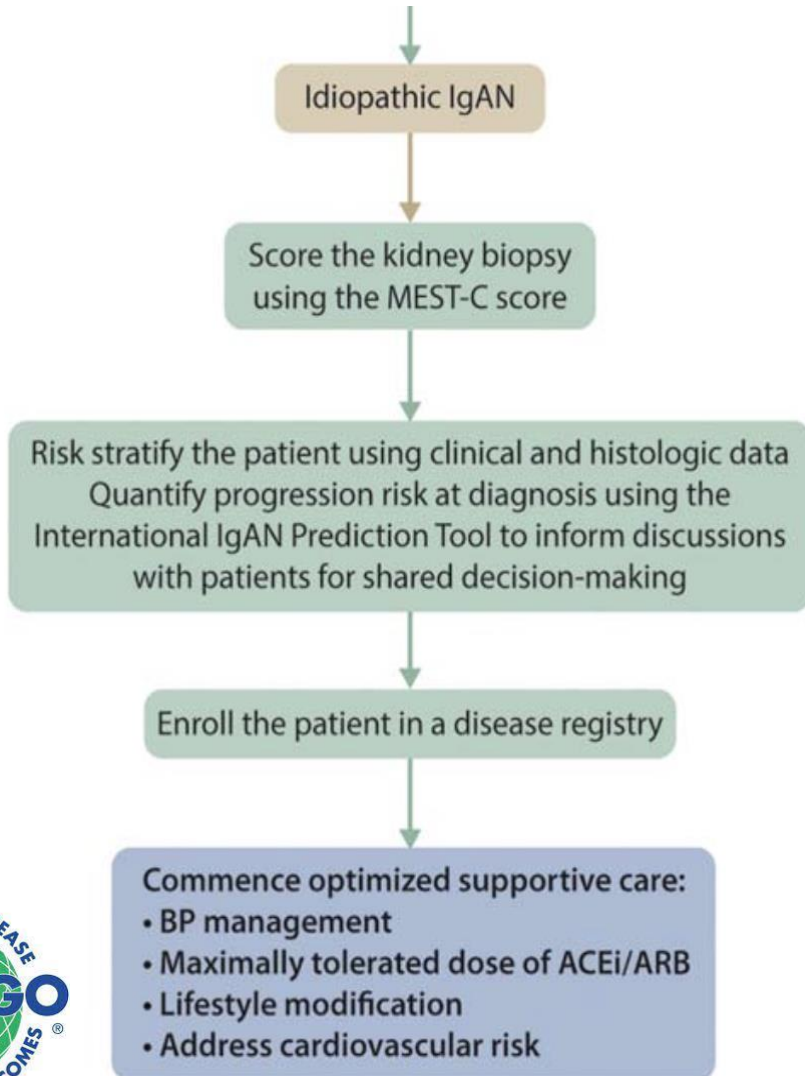 Idiopathic IgAN
Score the kidney biopsy
using the MEST-C score
Risk stratify the patient using clinical and histologic data
Quantify progression risk at diagnosis using the
International IgAN Prediction Tool to inform discussions
with patients for shared decision-making
Enroll the patient in a disease registry
Commence optimized supportive care:
• BP management
• Maximally tolerated dose of ACEi/ARB
• Lifestyle modification
• Address cardiovascular risk
GO
®